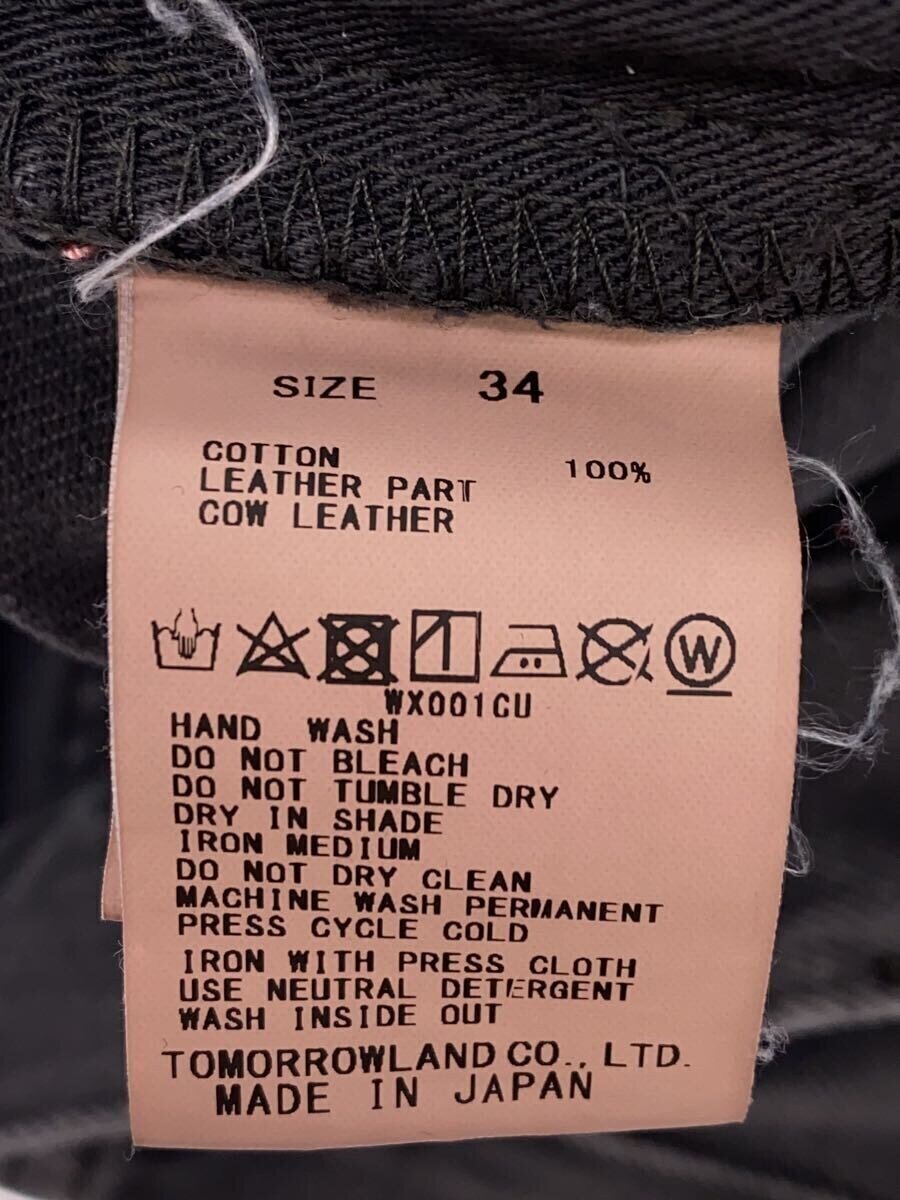 SIZE 34
COTTON 100%
LEATHER PART
COW LEATHER
W
WX001CU
HAND WASH
DO NOT BLEACH
DO NOT TUMBLE DRY
DRY IN SHADE
IRON MEDIUM
DO NOT DRY CLEAN
MACHINE WASH PERMANENT
PRESS CYCLE COLD
IRON WITH PRESS CLOTH
USE NEUTRAL DETERGENT
WASH INSIDE OUT
TOMORROWLAND CO., LTD.
MADE IN JAPAN